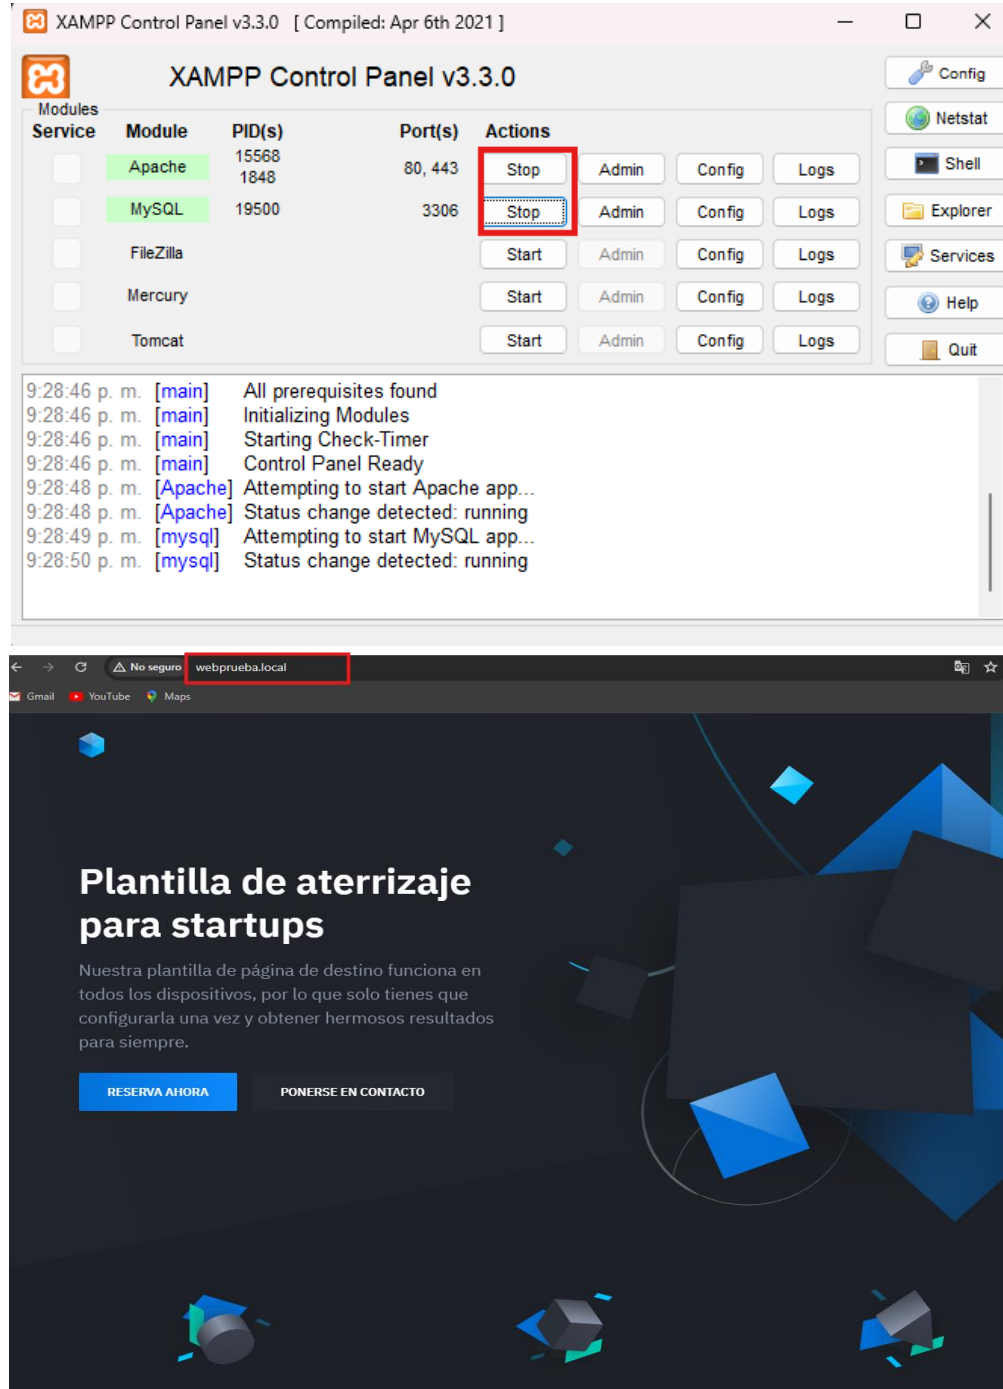 XAMPP Control Panel v3.3.0 [ Compiled: Apr 6th 2021 ]
XAMPP Control Panel v3.3.0
Config
Modules
Service Module PID(s) Port(s) Actions
Netstat
Apache 15568 1848 80, 443 Stop Admin Config Logs
Shell
MySQL 19500 3306 Stop Admin Config Logs
Explorer
FileZilla Start Admin Config Logs
Services
Mercury Start Admin Config Logs
Help
Tomcat Start Admin Config Logs
Quit
9:28:46 p. m. [main] All prerequisites found
9:28:46 p. m. [main] Initializing Modules
9:28:46 p. m. [main] Starting Check-Timer
9:28:46 p. m. [main] Control Panel Ready
9:28:48 p. m. [Apache] Attempting to start Apache app...
9:28:48 p. m. [Apache] Status change detected: running
9:28:49 p. m. [mysql] Attempting to start MySQL app...
9:28:50 p. m. [mysql] Status change detected: running
No seguro webprueba.local
Gmail YouTube Maps
Plantilla de aterrizaje
para startups
Nuestra plantilla de página de destino funciona en
todos los dispositivos, por lo que solo tienes que
configurarla una vez y obtener hermosos resultados
para siempre.
RESERVA AHORA PONERSE EN CONTACTO